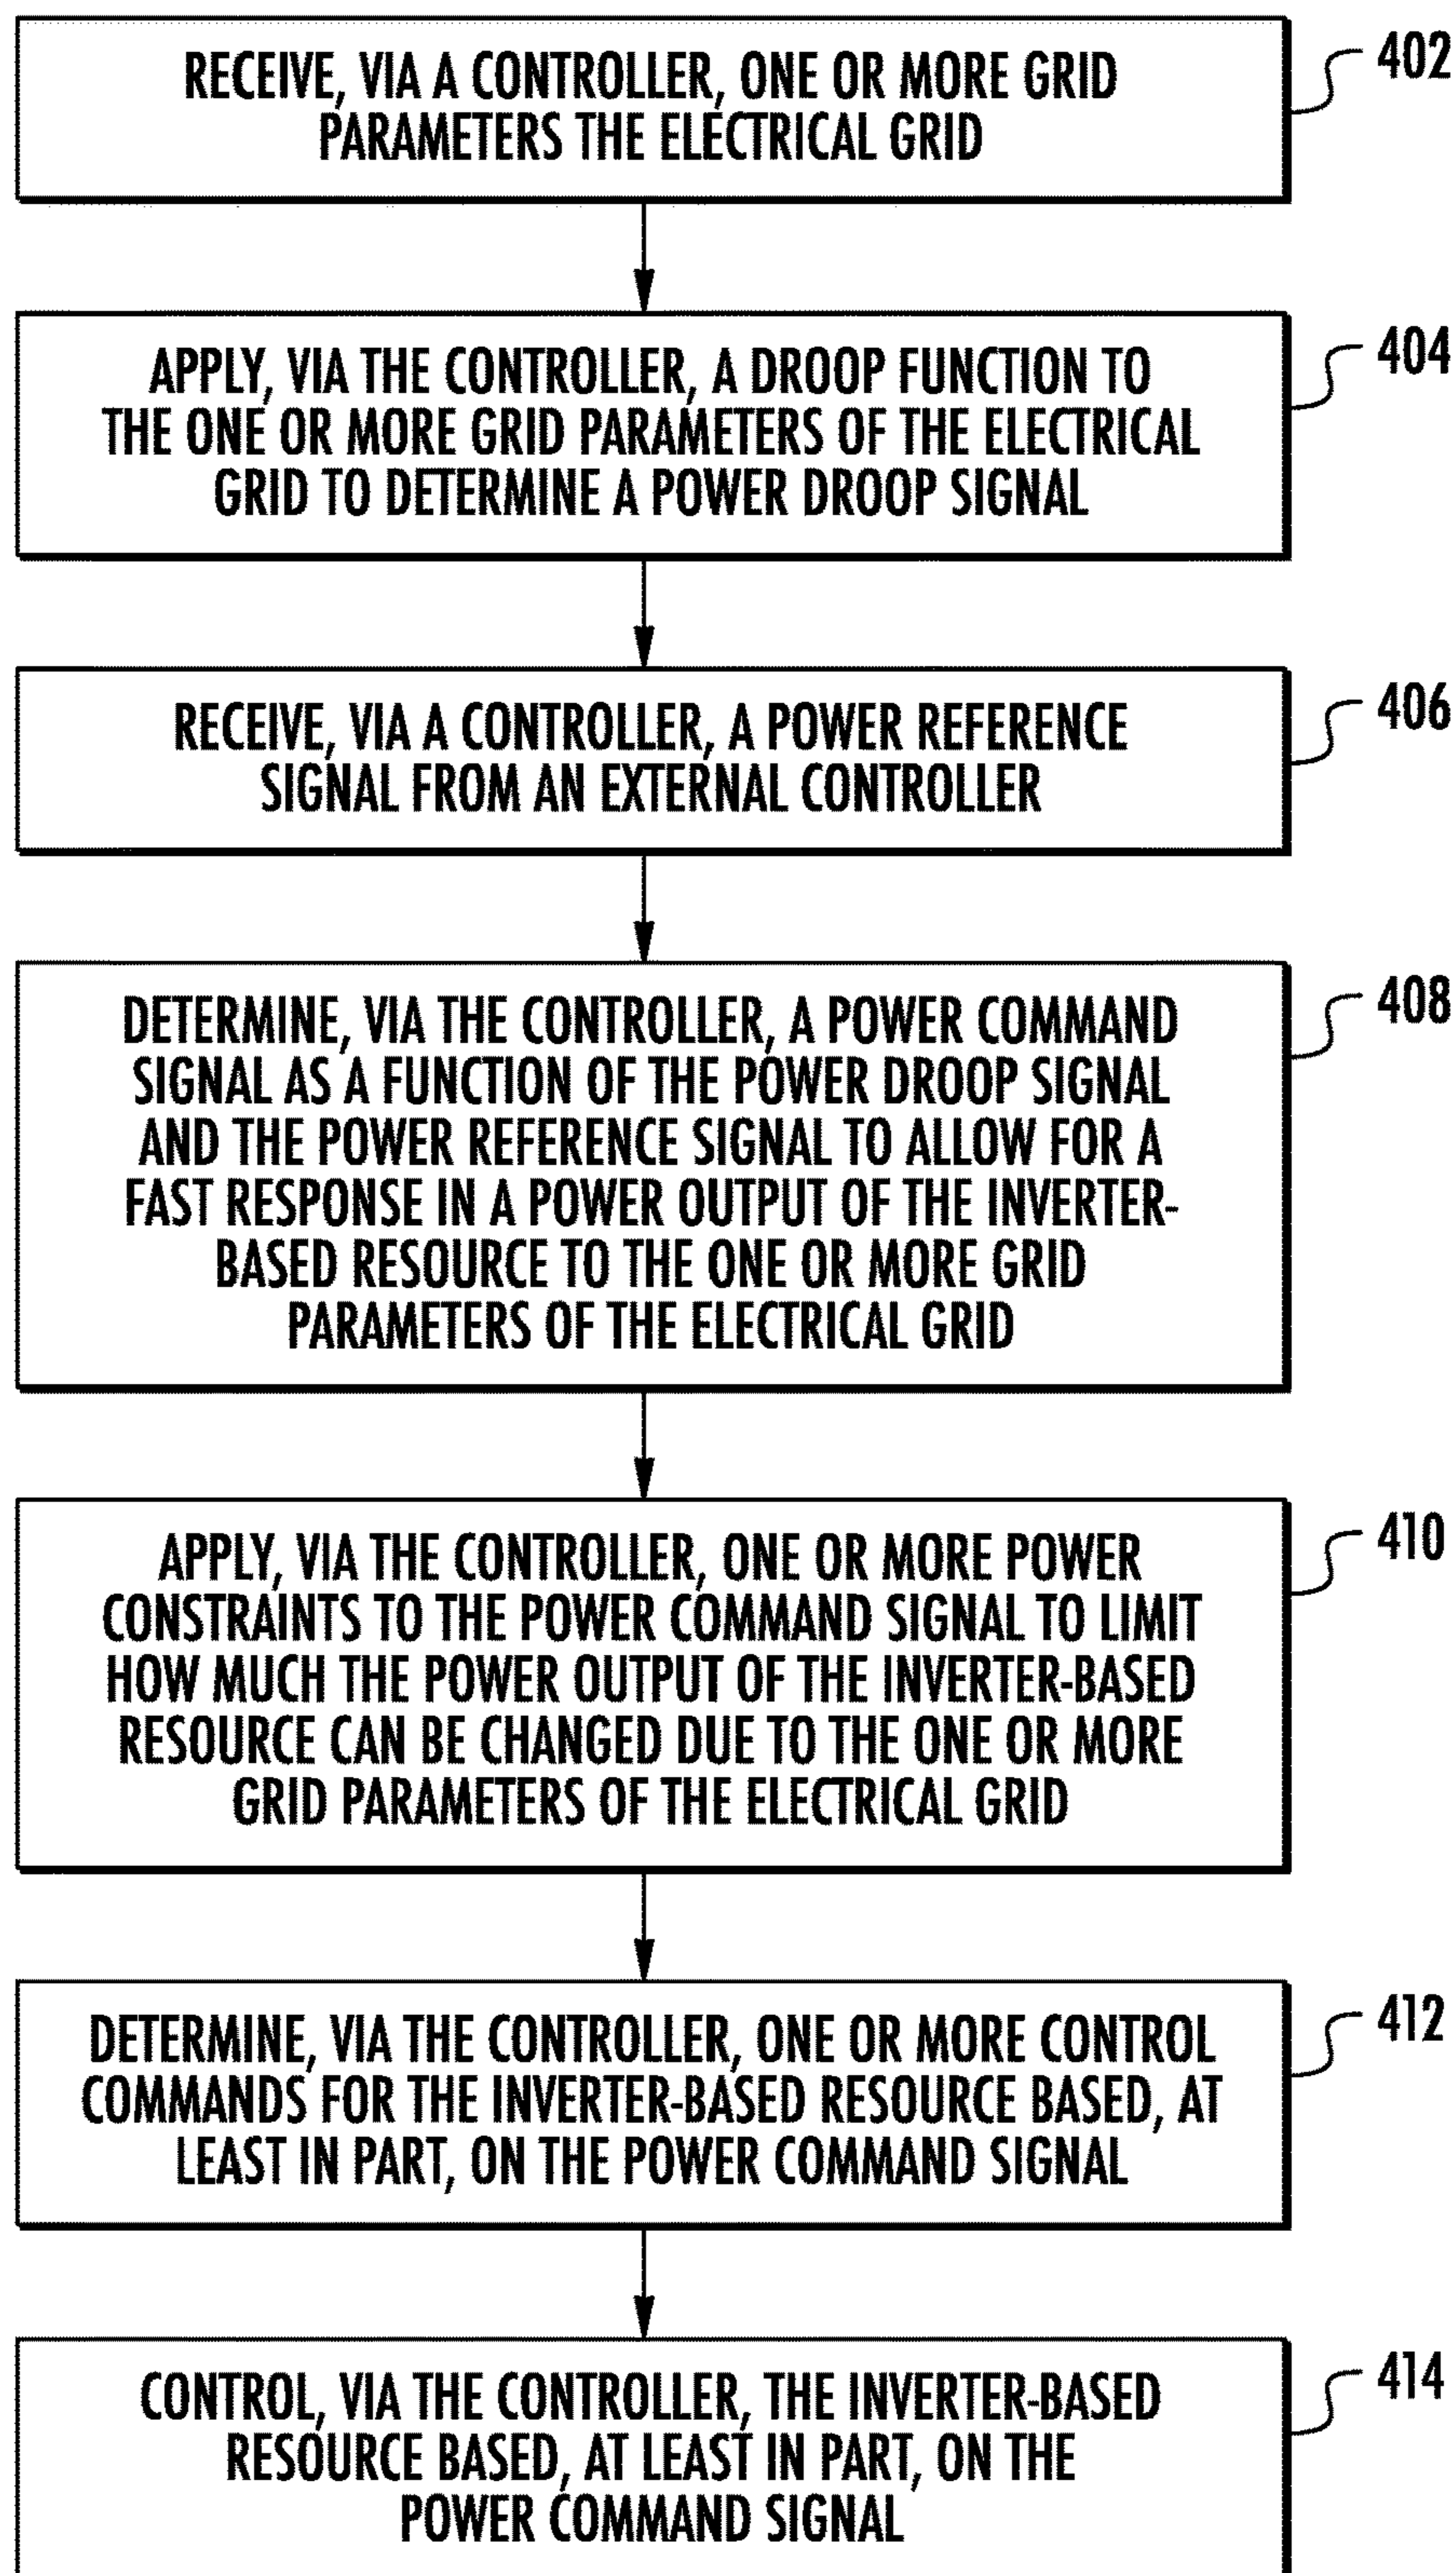 RECEIVE, VIA A CONTROLLER, ONE OR MORE GRID
PARAMETERS THE ELECTRICAL GRID
402
APPLY, VIA THE CONTROLLER, A DROOP FUNCTION TO
THE ONE OR MORE GRID PARAMETERS OF THE ELECTRICAL
GRID TO DETERMINE A POWER DROOP SIGNAL
404
RECEIVE, VIA A CONTROLLER, A POWER REFERENCE
SIGNAL FROM AN EXTERNAL CONTROLLER
406
DETERMINE, VIA THE CONTROLLER, A POWER COMMAND
SIGNAL AS A FUNCTION OF THE POWER DROOP SIGNAL
AND THE POWER REFERENCE SIGNAL TO ALLOW FOR A
FAST RESPONSE IN A POWER OUTPUT OF THE INVERTER-
BASED RESOURCE TO THE ONE OR MORE GRID
PARAMETERS OF THE ELECTRICAL GRID
408
APPLY, VIA THE CONTROLLER, ONE OR MORE POWER
CONSTRAINTS TO THE POWER COMMAND SIGNAL TO LIMIT
HOW MUCH THE POWER OUTPUT OF THE INVERTER-BASED
RESOURCE CAN BE CHANGED DUE TO THE ONE OR MORE
GRID PARAMETERS OF THE ELECTRICAL GRID
410
DETERMINE, VIA THE CONTROLLER, ONE OR MORE CONTROL
COMMANDS FOR THE INVERTER-BASED RESOURCE BASED, AT
LEAST IN PART, ON THE POWER COMMAND SIGNAL
412
CONTROL, VIA THE CONTROLLER, THE INVERTER-BASED
RESOURCE BASED, AT LEAST IN PART, ON THE
POWER COMMAND SIGNAL
414